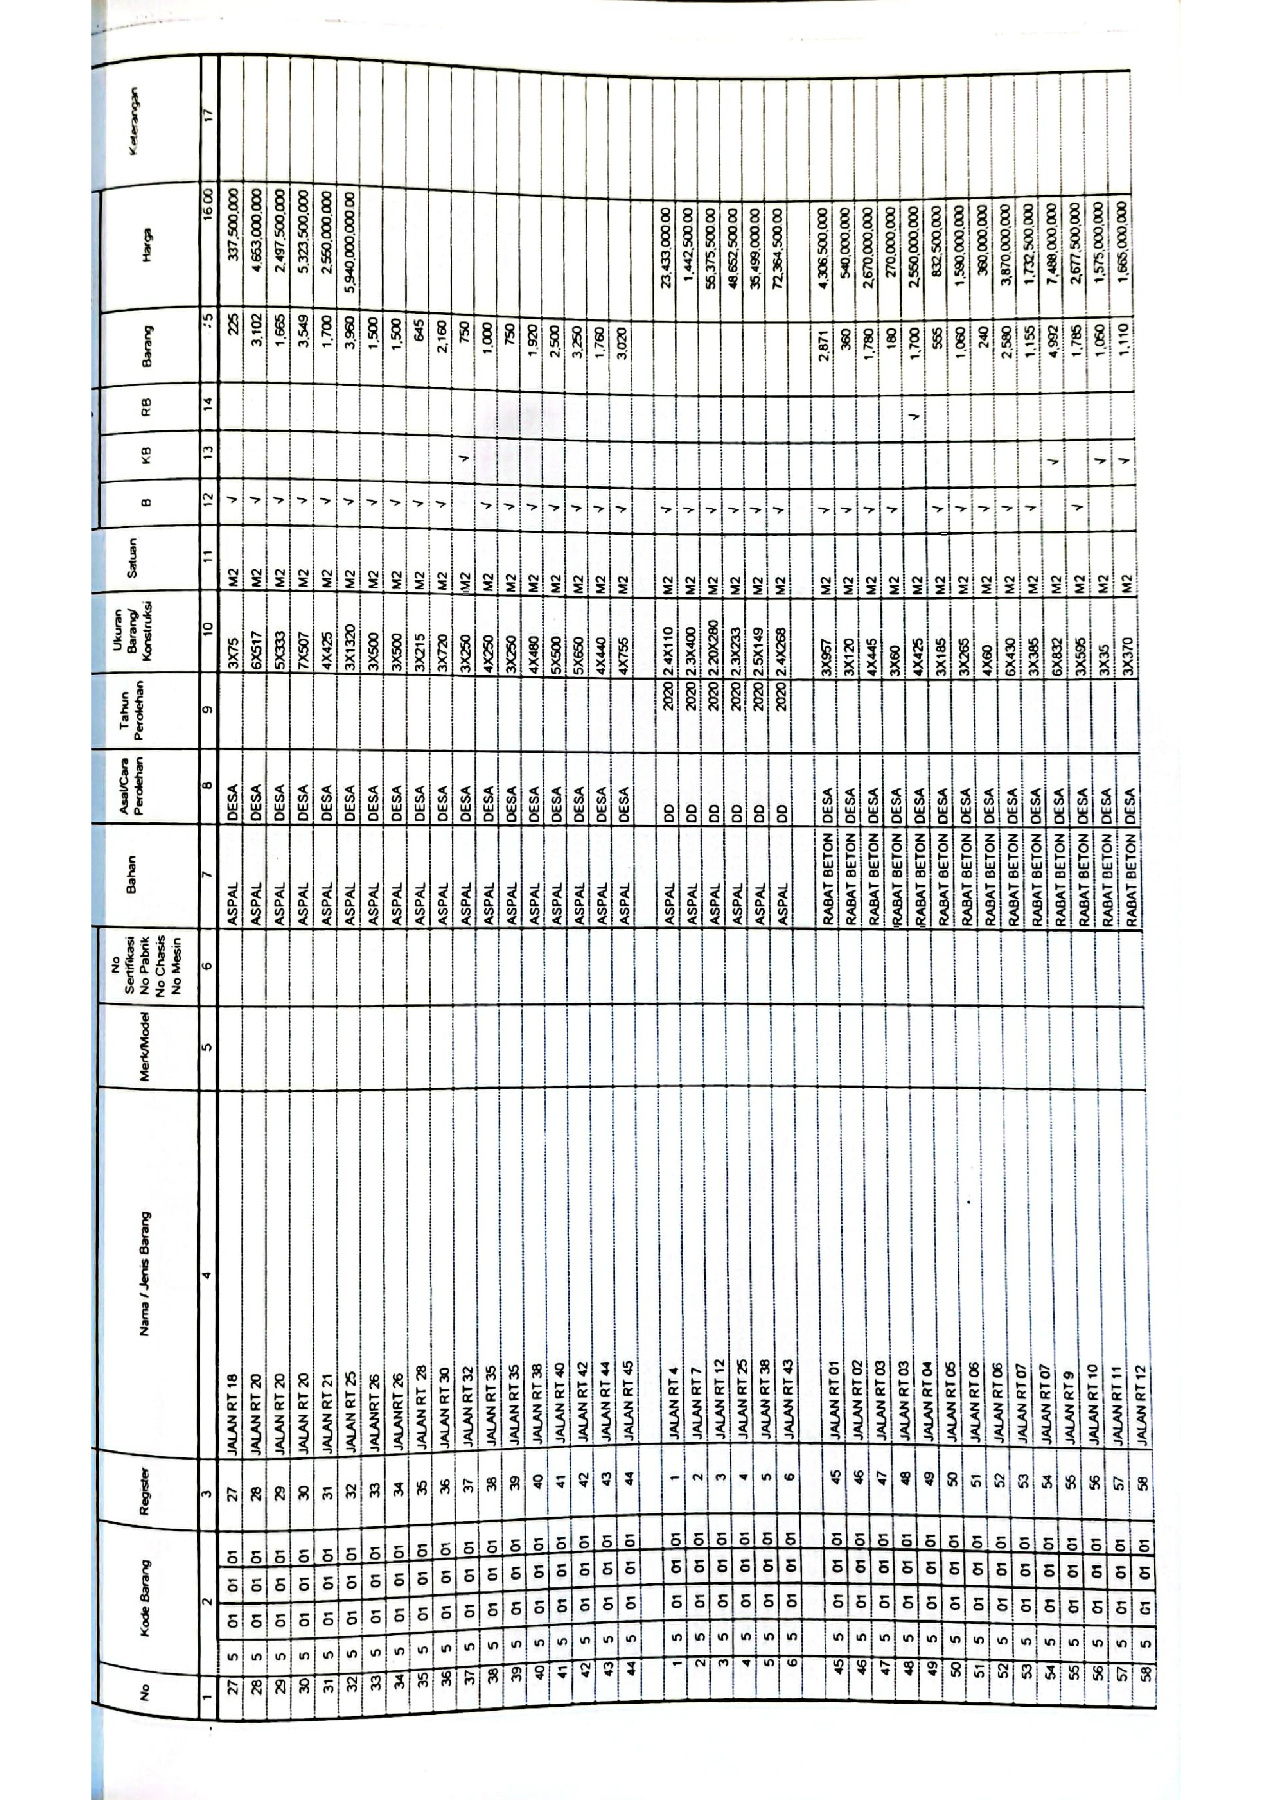 No Kode Barang Register Nama / Jenis Barang Merk/Model No Sertifikasi No Pabrik No Chasis No Mesin Bahan Asal/Cara Perolehan Tahun Perolehan Ukuran Barang/ Konstruksi Satuan B KB RB Barang Harga Keterangan
1 2 3 4 5 6 7 8 9 10 11 12 13 14 15 16.00 17
27 5 01 01 01 27 JALAN RT 18 ASPAL DESA 3X75 M2 √ 225 337,500,000
28 5 01 01 01 28 JALAN RT 20 ASPAL DESA 6X517 M2 √ 3,102 4,653,000,000
29 5 01 01 01 29 JALAN RT 20 ASPAL DESA 5X333 M2 √ 1,665 2,497,500,000
30 5 01 01 01 30 JALAN RT 20 ASPAL DESA 7X507 M2 √ 3,549 5,323,500,000
31 5 01 01 01 31 JALAN RT 21 ASPAL DESA 4X425 M2 √ 1,700 2,550,000,000
32 5 01 01 01 32 JALAN RT 25 ASPAL DESA 3X1320 M2 √ 3,960 5,940,000,000.00
33 5 01 01 01 33 JALANRT 26 ASPAL DESA 3X500 M2 √ 1,500
34 5 01 01 01 34 JALANRT 26 ASPAL DESA 3X500 M2 √ 1,500
35 5 01 01 01 35 JALAN RT 28 ASPAL DESA 3X215 M2 √ 645
36 5 01 01 01 36 JALAN RT 30 ASPAL DESA 3X720 M2 √ 2,160
37 5 01 01 01 37 JALAN RT 32 ASPAL DESA 3X250 M2 √ 750
38 5 01 01 01 38 JALAN RT 35 ASPAL DESA 4X250 M2 √ 1,000
39 5 01 01 01 39 JALAN RT 35 ASPAL DESA 3X250 M2 √ 750
40 5 01 01 01 40 JALAN RT 38 ASPAL DESA 4X480 M2 √ 1,920
41 5 01 01 01 41 JALAN RT 40 ASPAL DESA 5X500 M2 √ 2,500
42 5 01 01 01 42 JALAN RT 42 ASPAL DESA 5X650 M2 √ 3,250
43 5 01 01 01 43 JALAN RT 44 ASPAL DESA 4X440 M2 √ 1,760
44 5 01 01 01 44 JALAN RT 45 ASPAL DESA 4X755 M2 √ 3,020
1 5 01 01 01 1 JALAN RT 4 ASPAL DD 2020 2.4X110 M2 √ 23,433,000.00
2 5 01 01 01 2 JALAN RT 7 ASPAL DD 2020 2.3X400 M2 √ 1,442,500.00
3 5 01 01 01 3 JALAN RT 12 ASPAL DD 2020 2.20X280 M2 √ 55,375,500.00
4 5 01 01 01 4 JALAN RT 25 ASPAL DD 2020 2.3X233 M2 √ 48,652,500.00
5 5 01 01 01 5 JALAN RT 38 ASPAL DD 2020 2.5X149 M2 √ 35,499,000.00
6 5 01 01 01 6 JALAN RT 43 ASPAL DD 2020 2.4X268 M2 √ 72,364,500.00
45 5 01 01 01 45 JALAN RT 01 RABAT BETON DESA 3X957 M2 √ 2,871 4,306,500,000
46 5 01 01 01 46 JALAN RT 02 RABAT BETON DESA 3X120 M2 √ 360 540,000,000
47 5 01 01 01 47 JALAN RT 03 RABAT BETON DESA 4X445 M2 √ 1,780 2,670,000,000
48 5 01 01 01 48 JALAN RT 03 RABAT BETON DESA 3X60 M2 √ 180 270,000,000
49 5 01 01 01 49 JALAN RT 04 RABAT BETON DESA 4X425 M2 √ 1,700 2,550,000,000
50 5 01 01 01 50 JALAN RT 05 RABAT BETON DESA 3X185 M2 √ 555 832,500,000
51 5 01 01 01 51 JALAN RT 06 RABAT BETON DESA 3X265 M2 √ 1,060 1,590,000,000
52 5 01 01 01 52 JALAN RT 06 RABAT BETON DESA 4X60 M2 √ 240 360,000,000
53 5 01 01 01 53 JALAN RT 07 RABAT BETON DESA 6X430 M2 √ 2,580 3,870,000,000
54 5 01 01 01 54 JALAN RT 07 RABAT BETON DESA 3X385 M2 √ 1,155 1,732,500,000
55 5 01 01 01 55 JALAN RT 9 RABAT BETON DESA 6X832 M2 √ 4,992 7,488,000,000
56 5 01 01 01 56 JALAN RT 10 RABAT BETON DESA 3X595 M2 √ 1,785 2,677,500,000
57 5 01 01 01 57 JALAN RT 11 RABAT BETON DESA 3X35 M2 √ 1,050 1,575,000,000
58 5 01 01 01 58 JALAN RT 12 RABAT BETON DESA 3X370 M2 √ 1,110 1,665,000,000